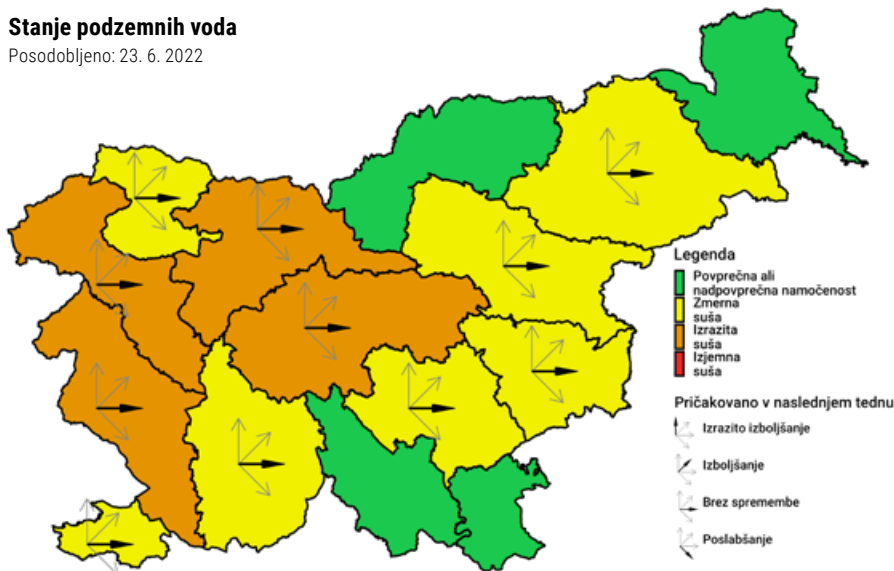 Stanje podzemnih voda
Posodobljeno: 23. 6. 2022
Legenda
Povprečna ali
nadpovprečna namočenost
Zmerna
suša
Izrazita
suša
Izjemna
suša
Pričakovano v naslednjem tednu
Izrazito izboljšanje
Izboljšanje
Brez spremembe
Poslabšanje